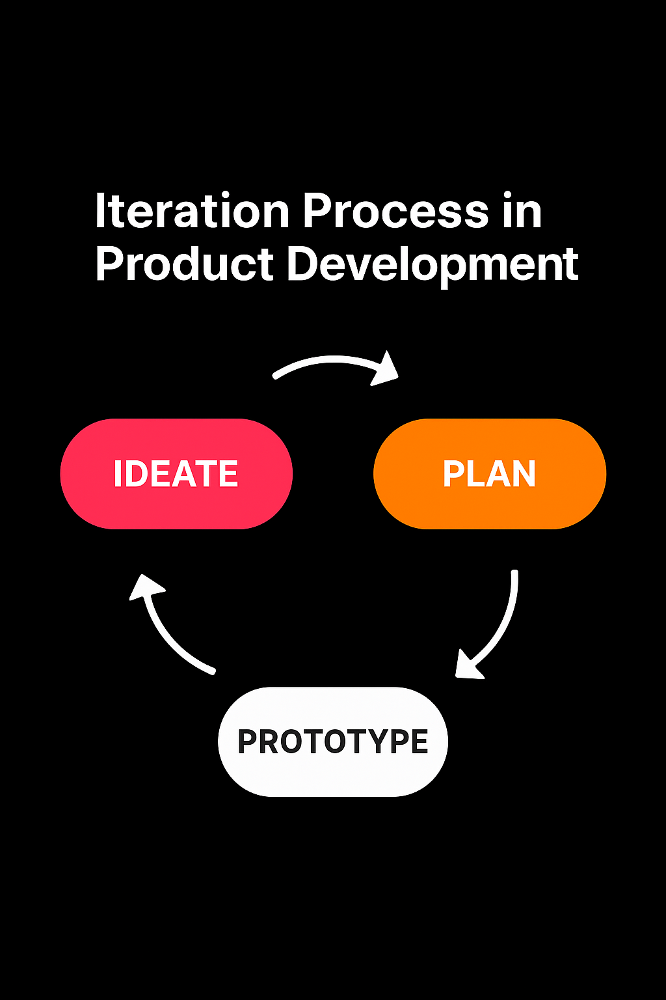 Iteration Process in
Product Development
IDEATE
PLAN
PROTOTYPE